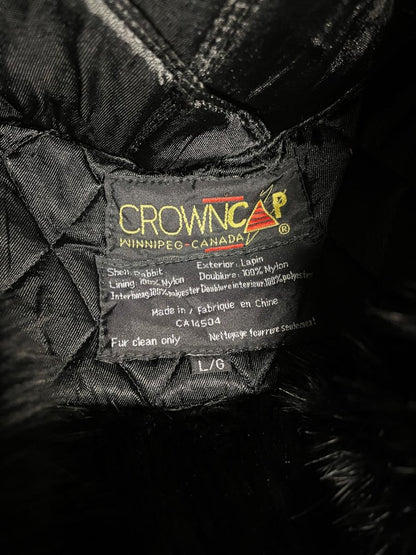 CROWNCAP ®
WINNIPEG-CANADA
Shell: Rabbit Exterior: Lapin
Lining: 100% Nylon Doublure: 100% Nylon
Interlining: 100% polyester Doublure interieur: 100% polyester
Made in / Fabrique en Chine
CA14504
Fur clean only Nettoyage fourrure seulement
L/G